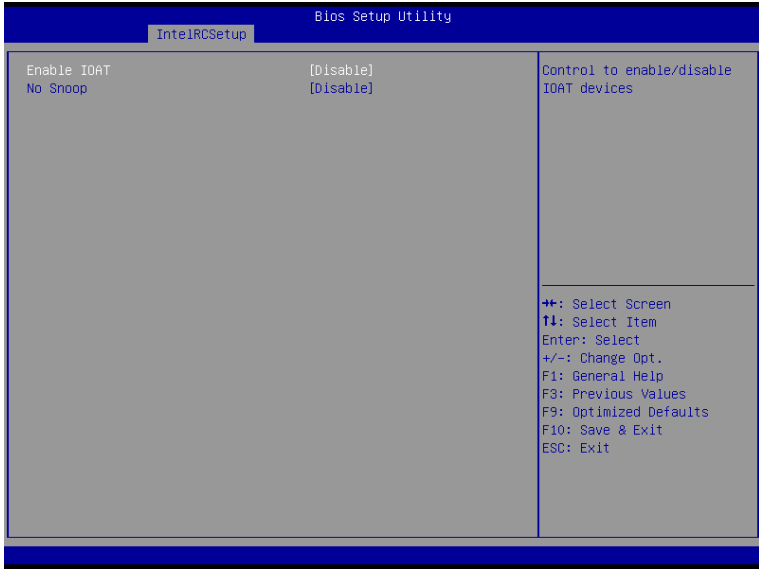 Bios Setup Utility
IntelRCSetup
Enable IOAT [Disable]
No Snoop [Disable]
Control to enable/disable
IOAT devices
→←: Select Screen
↑↓: Select Item
Enter: Select
+/-: Change Opt.
F1: General Help
F3: Previous Values
F9: Optimized Defaults
F10: Save & Exit
ESC: Exit